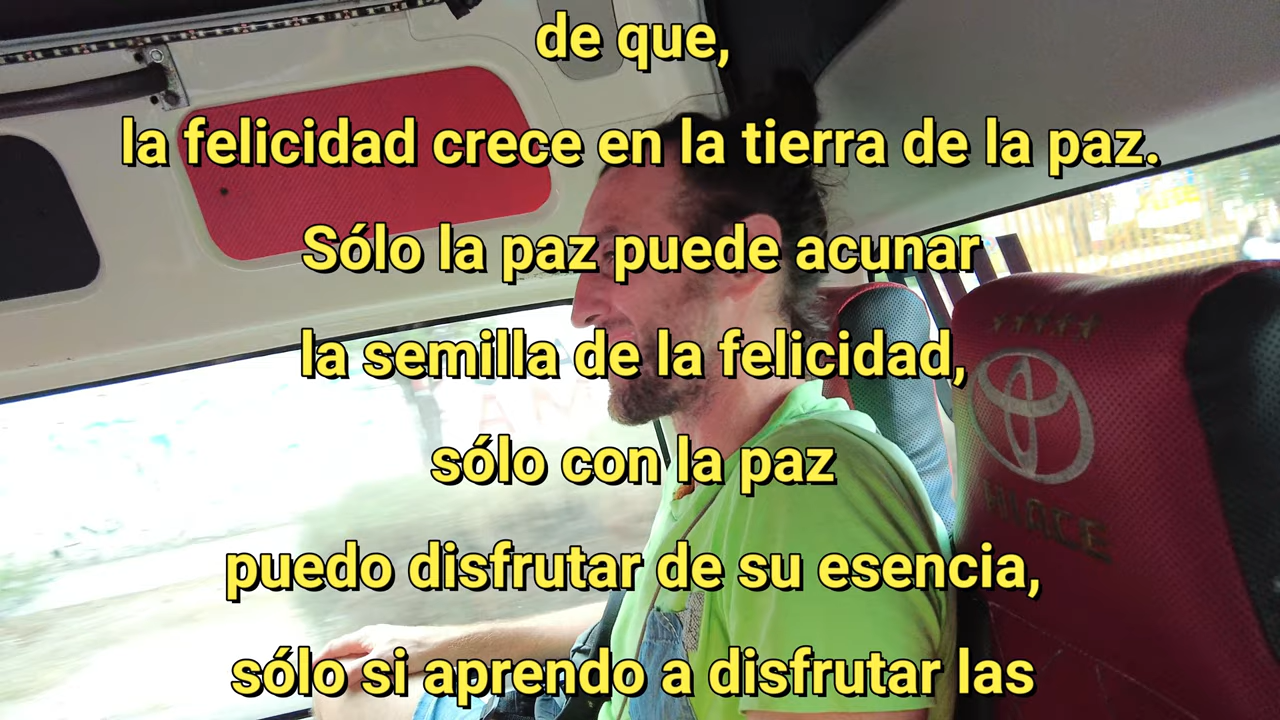 de que,
la felicidad crece en la tierra de la paz.
Sólo la paz puede acunar
la semilla de la felicidad,
sólo con la paz
puedo disfrutar de su esencia,
sólo si aprendo a disfrutar las
HIACE